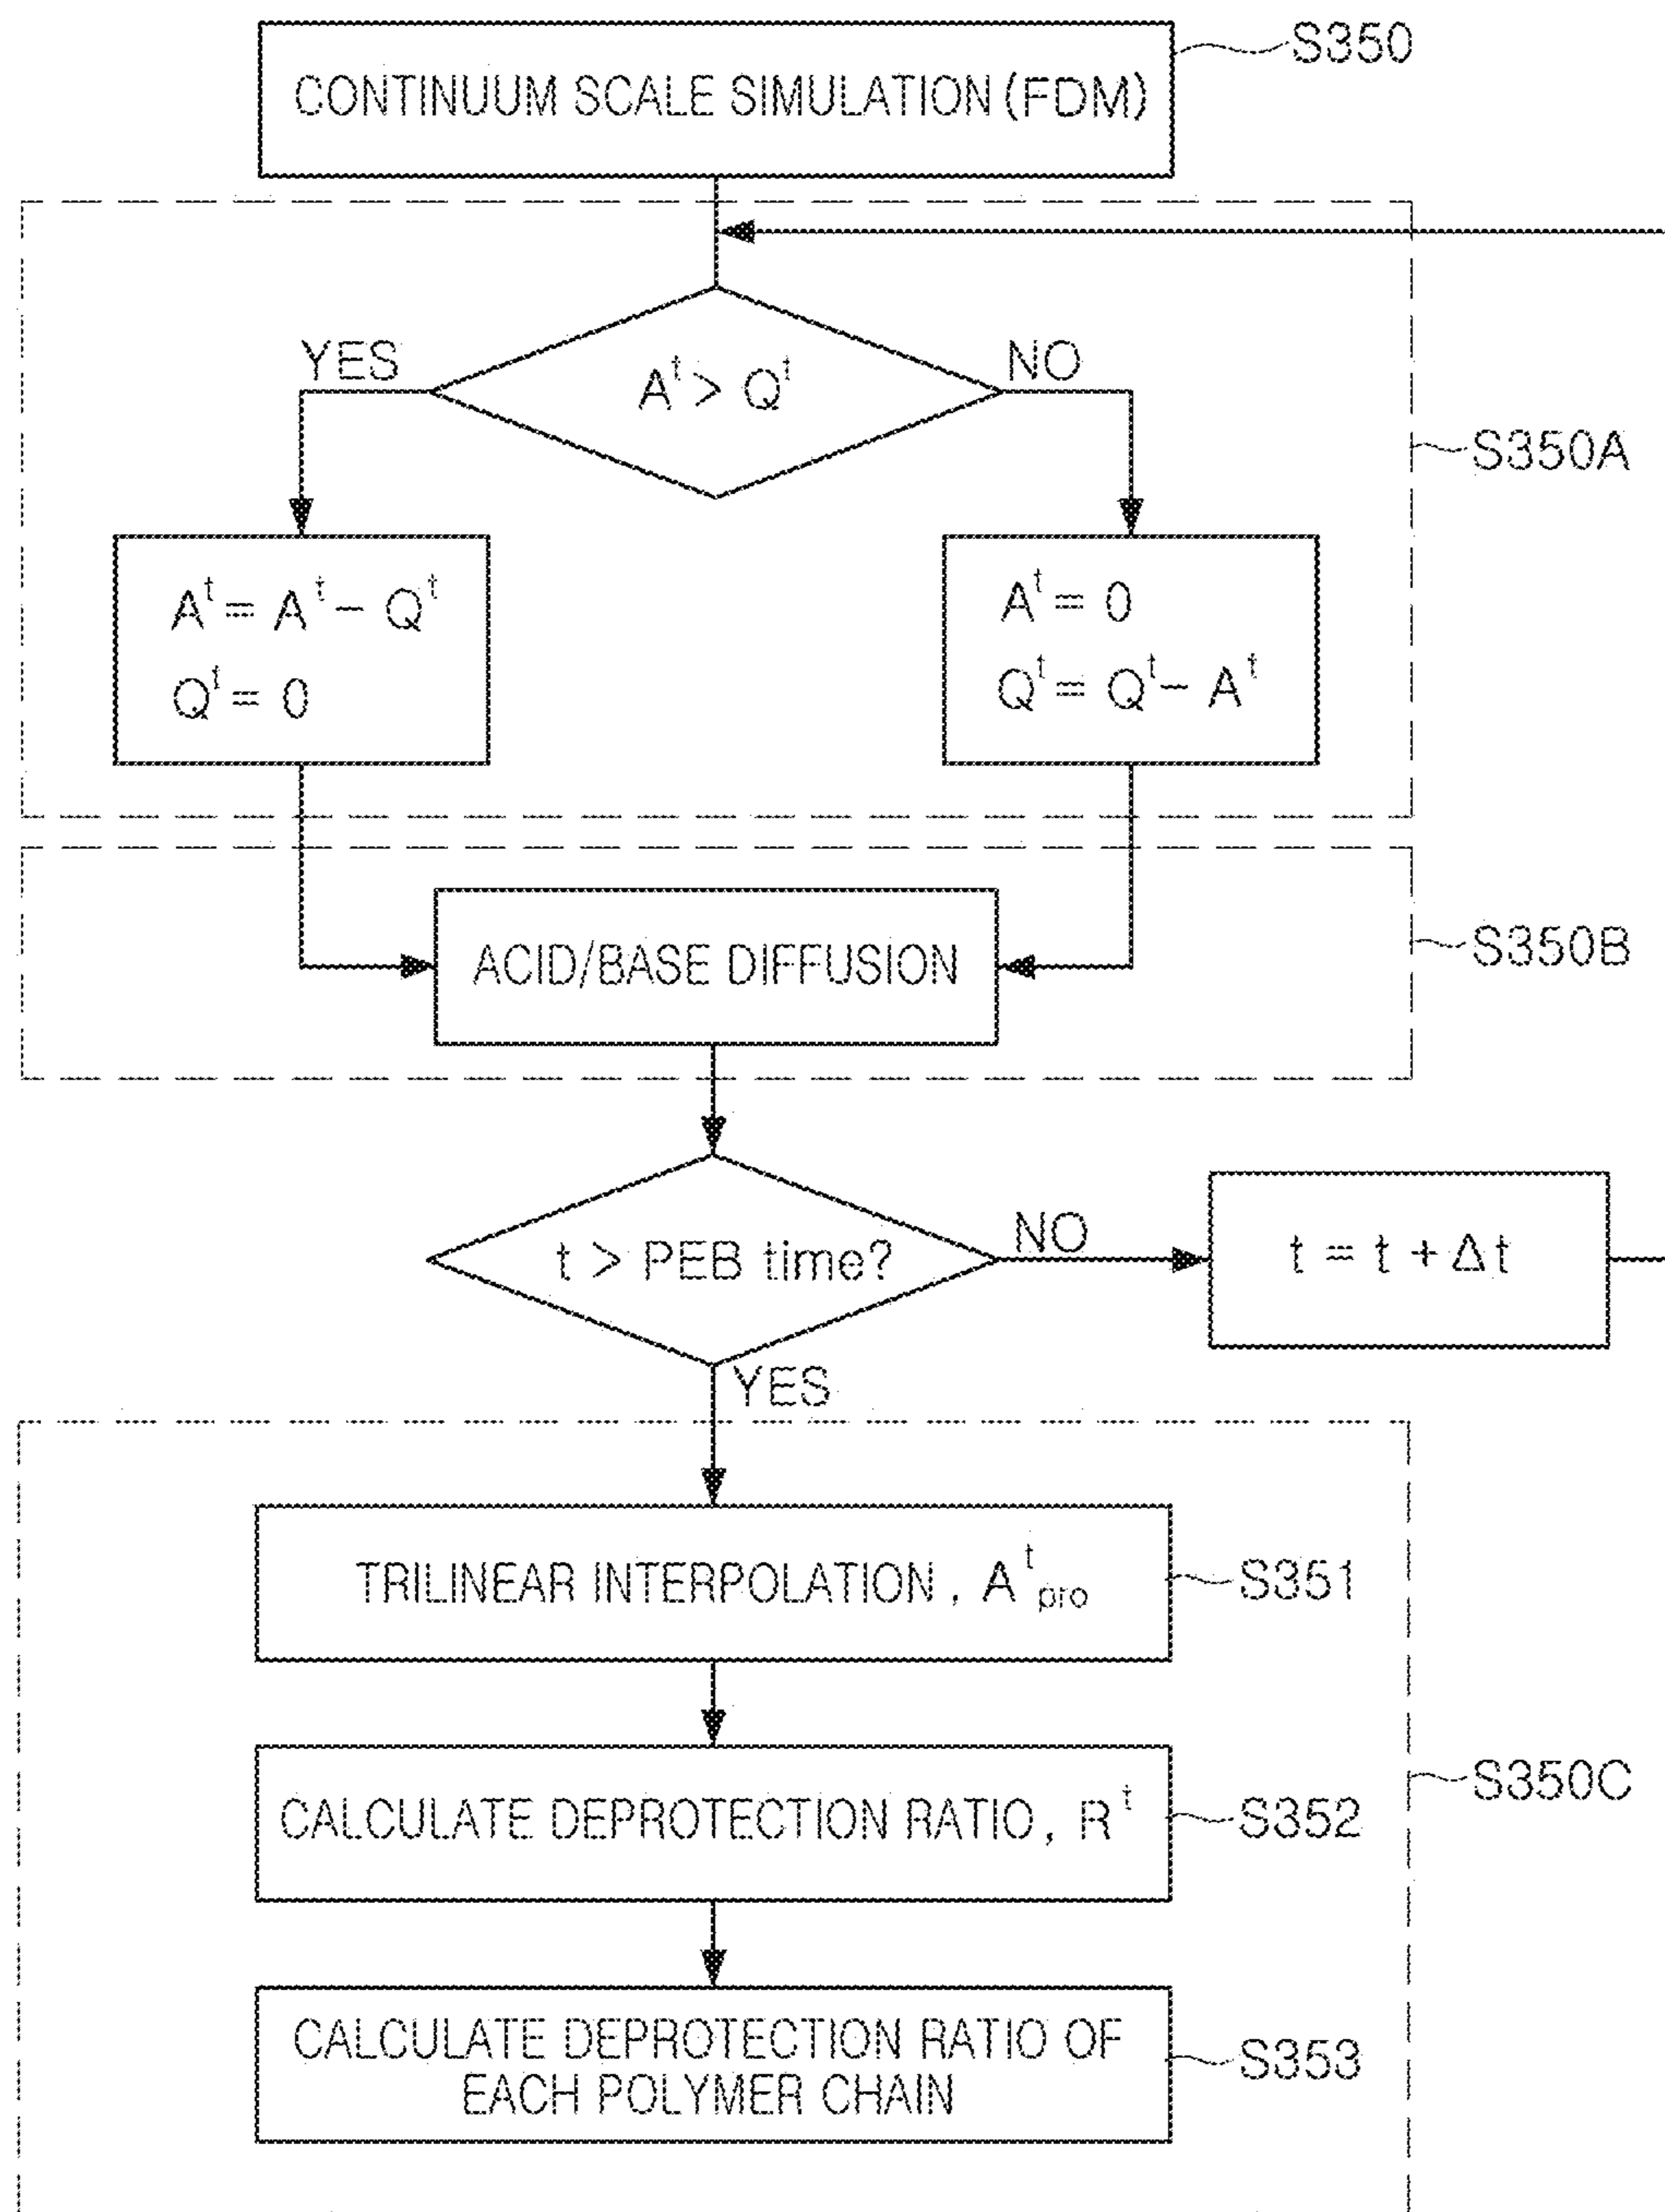 CONTINUUM SCALE SIMULATION (FDM)
S350
YES
NO
A^t > Q^t
S350A
A^t = A^t - Q^t
Q^t = 0
A^t = 0
Q^t = Q^t - A^t
ACID/BASE DIFFUSION
S350B
t > PEB time?
NO
t = t + Δt
YES
TRILINEAR INTERPOLATION, A^t_pro
S351
CALCULATE DEPROTECTION RATIO, R^t
S352
S350C
CALCULATE DEPROTECTION RATIO OF
EACH POLYMER CHAIN
S353